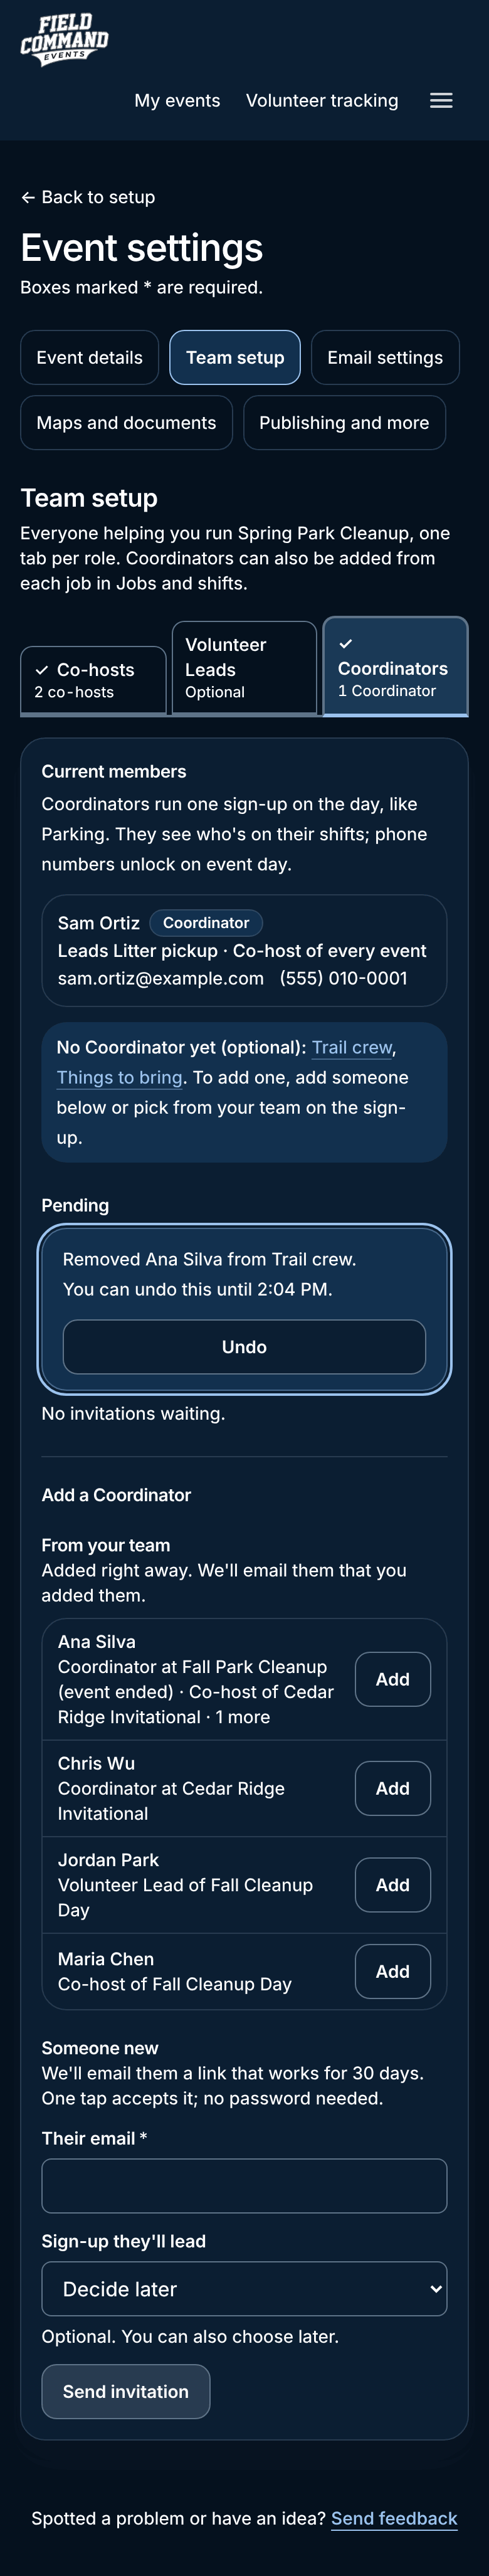 FIELD
COMMAND
EVENTS
My events Volunteer tracking
← Back to setup
Event settings
Boxes marked * are required.
Event details Team setup Email settings
Maps and documents Publishing and more
Team setup
Everyone helping you run Spring Park Cleanup, one
tab per role. Coordinators can also be added from
each job in Jobs and shifts.
✓ Co-hosts
2 co-hosts
Volunteer
Leads
Optional
✓
Coordinators
1 Coordinator
Current members
Coordinators run one sign-up on the day, like
Parking. They see who's on their shifts; phone
numbers unlock on event day.
Sam Ortiz Coordinator
Leads Litter pickup · Co-host of every event
sam.ortiz@example.com (555) 010-0001
No Coordinator yet (optional): Trail crew,
Things to bring. To add one, add someone
below or pick from your team on the sign-
up.
Pending
Removed Ana Silva from Trail crew.
You can undo this until 2:04 PM.
Undo
No invitations waiting.
Add a Coordinator
From your team
Added right away. We'll email them that you
added them.
Ana Silva
Coordinator at Fall Park Cleanup
(event ended) · Co-host of Cedar
Ridge Invitational · 1 more
Add
Chris Wu
Coordinator at Cedar Ridge
Invitational
Add
Jordan Park
Volunteer Lead of Fall Cleanup
Day
Add
Maria Chen
Co-host of Fall Cleanup Day
Add
Someone new
We'll email them a link that works for 30 days.
One tap accepts it; no password needed.
Their email *
Sign-up they'll lead
Decide later
Optional. You can also choose later.
Send invitation
Spotted a problem or have an idea? Send feedback